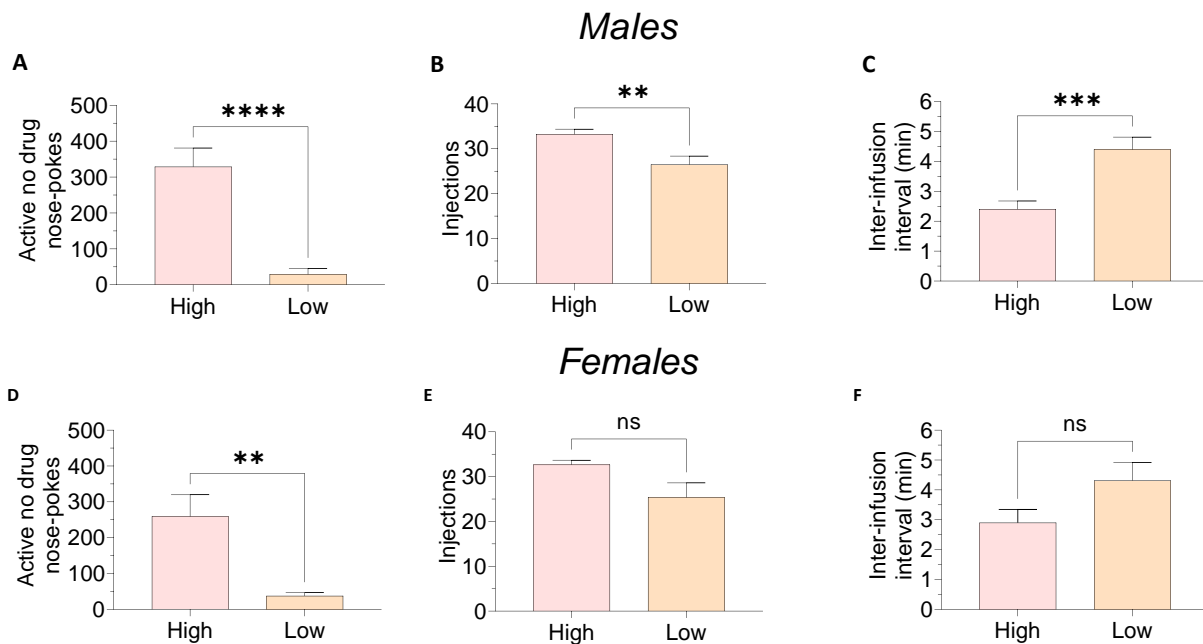 Males
A
Active no drug
nose-pokes
500
400
300
200
100
0
****
High
Low
B
Injections
40
30
20
10
0
**
High
Low
C
Inter-infusion
interval (min)
6
5
4
3
2
1
0
***
High
Low
Females
D
Active no drug
nose-pokes
500
400
300
200
100
0
**
High
Low
E
Injections
40
30
20
10
0
ns
High
Low
F
Inter-infusion
interval (min)
6
5
4
3
2
1
0
ns
High
Low